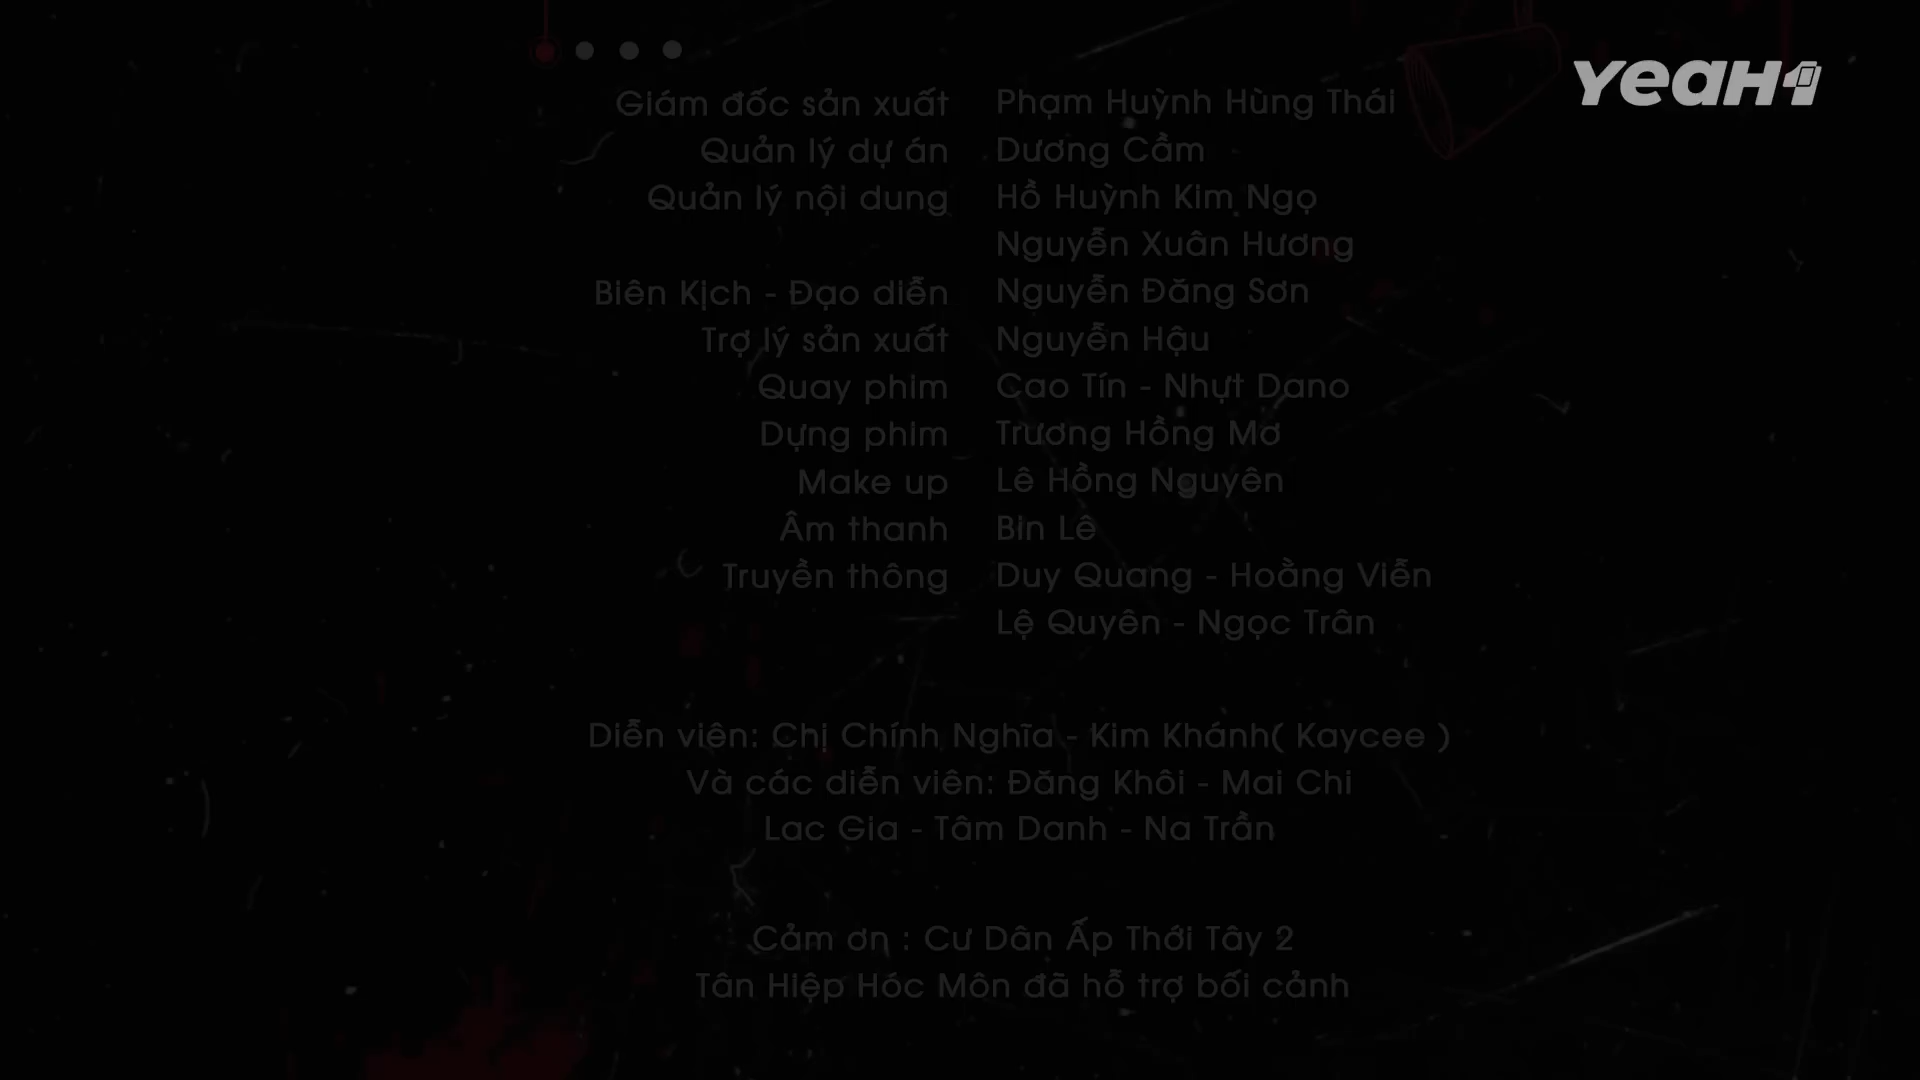 YEAH1
Giám đốc sản xuất Phạm Huỳnh Hùng Thái
Quản lý dự án Dương Cầm
Quản lý nội dung Hồ Huỳnh Kim Ngọ
Nguyễn Xuân Hương
Biên Kịch - Đạo diễn Nguyễn Đăng Sơn
Trợ lý sản xuất Nguyễn Hậu
Quay phim Cao Tín - Nhựt Dano
Dựng phim Trương Hồng Mơ
Make up Lê Hồng Nguyên
Âm thanh Bin Lê
Truyền thông Duy Quang - Hoằng Viễn
Lệ Quyên - Ngọc Trân
Diễn viên: Chị Chính Nghĩa - Kim Khánh( Kaycee )
Và các diễn viên: Đăng Khôi - Mai Chi
Lac Gia - Tâm Danh - Na Trần
Cảm ơn : Cư Dân Ấp Thới Tây 2
Tân Hiệp Hóc Môn đã hỗ trợ bối cảnh